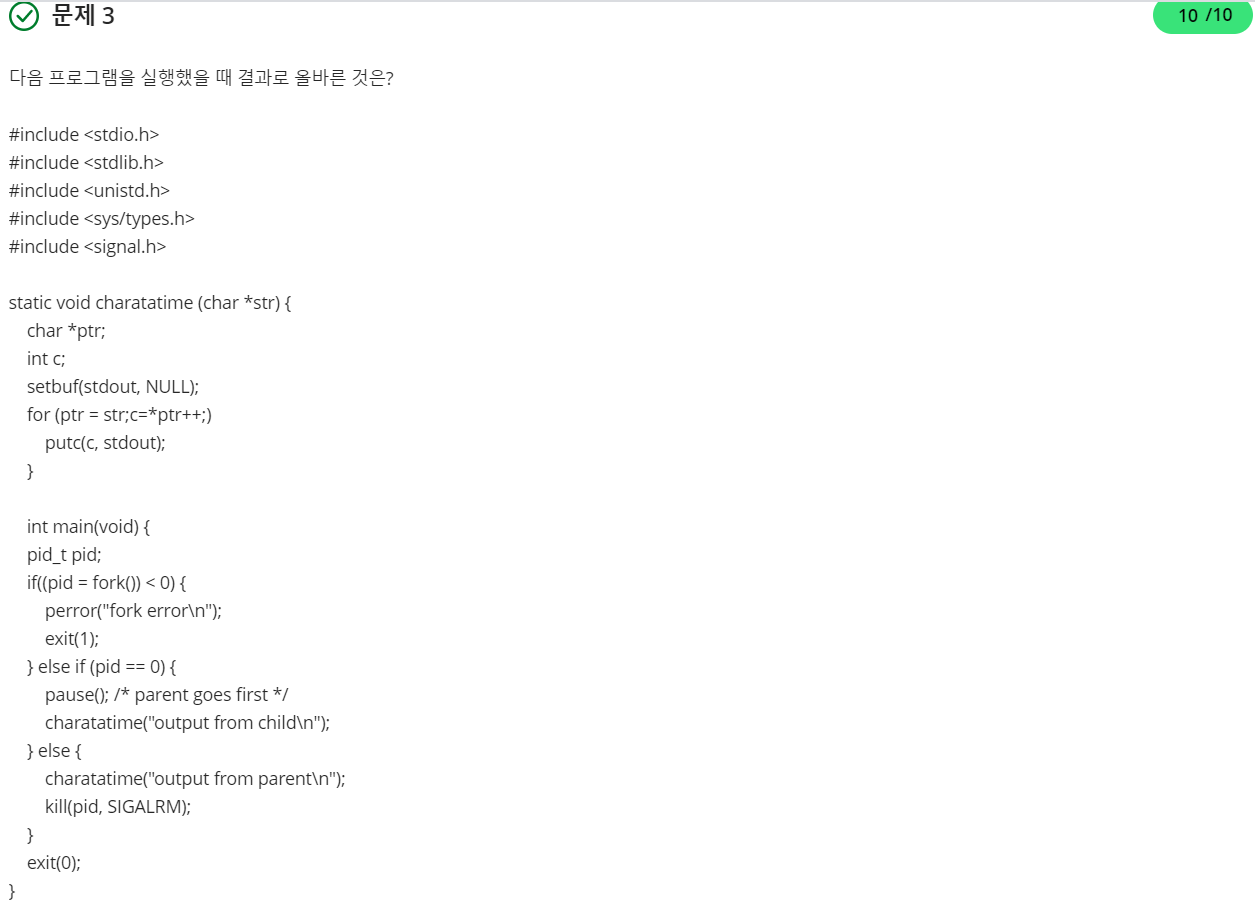 문제 3
10 /10
다음 프로그램을 실행했을 때 결과로 올바른 것은?
#include <stdio.h>
#include <stdlib.h>
#include <unistd.h>
#include <sys/types.h>
#include <signal.h>
static void charatatime (char *str) {
char *ptr;
int c;
setbuf(stdout, NULL);
for (ptr = str;c=*ptr++;)
putc(c, stdout);
}
int main(void) {
pid_t pid;
if((pid = fork()) < 0) {
perror("fork error\n");
exit(1);
} else if (pid == 0) {
pause(); /* parent goes first */
charatatime("output from child\n");
} else {
charatatime("output from parent\n");
kill(pid, SIGALRM);
}
exit(0);
}